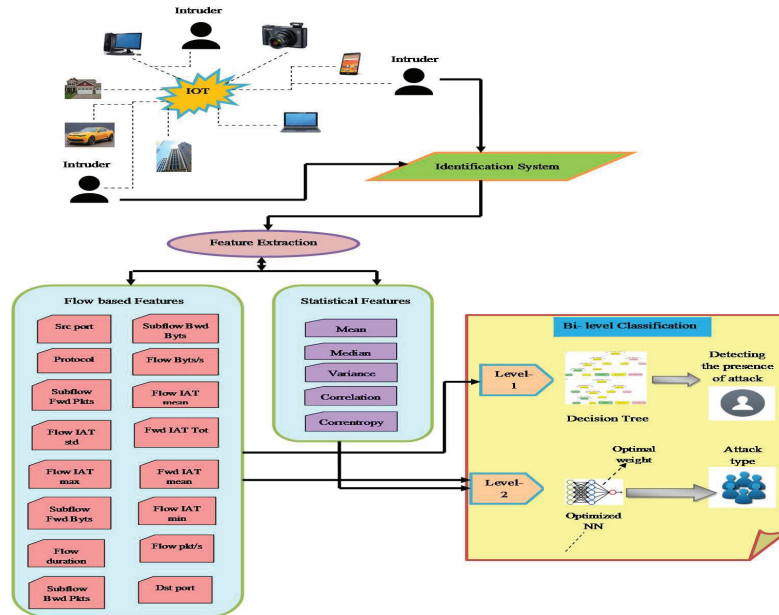 Intruder
Intruder
IOT
Intruder
Identification System
Feature Extraction
Flow based Features
Src port
Protocol
Subflow
Fwd Pkts
Flow IAT
std
Flow IAT
max
Subflow
Fwd Byts
Flow
duration
Subflow
Bwd Pkts
Subflow Bwd
Byts
Flow Byts/s
Flow IAT
mean
Fwd IAT Tot
Fwd IAT
mean
Flow IAT
min
Flow pkt/s
Dst port
Statistical Features
Mean
Median
Variance
Correlation
Correntropy
Bi- level Classification
Level-
1
Decision Tree
Detecting
the presence
of attack
Level-
2
Optimal
weight
Optimized
NN
Attack
type